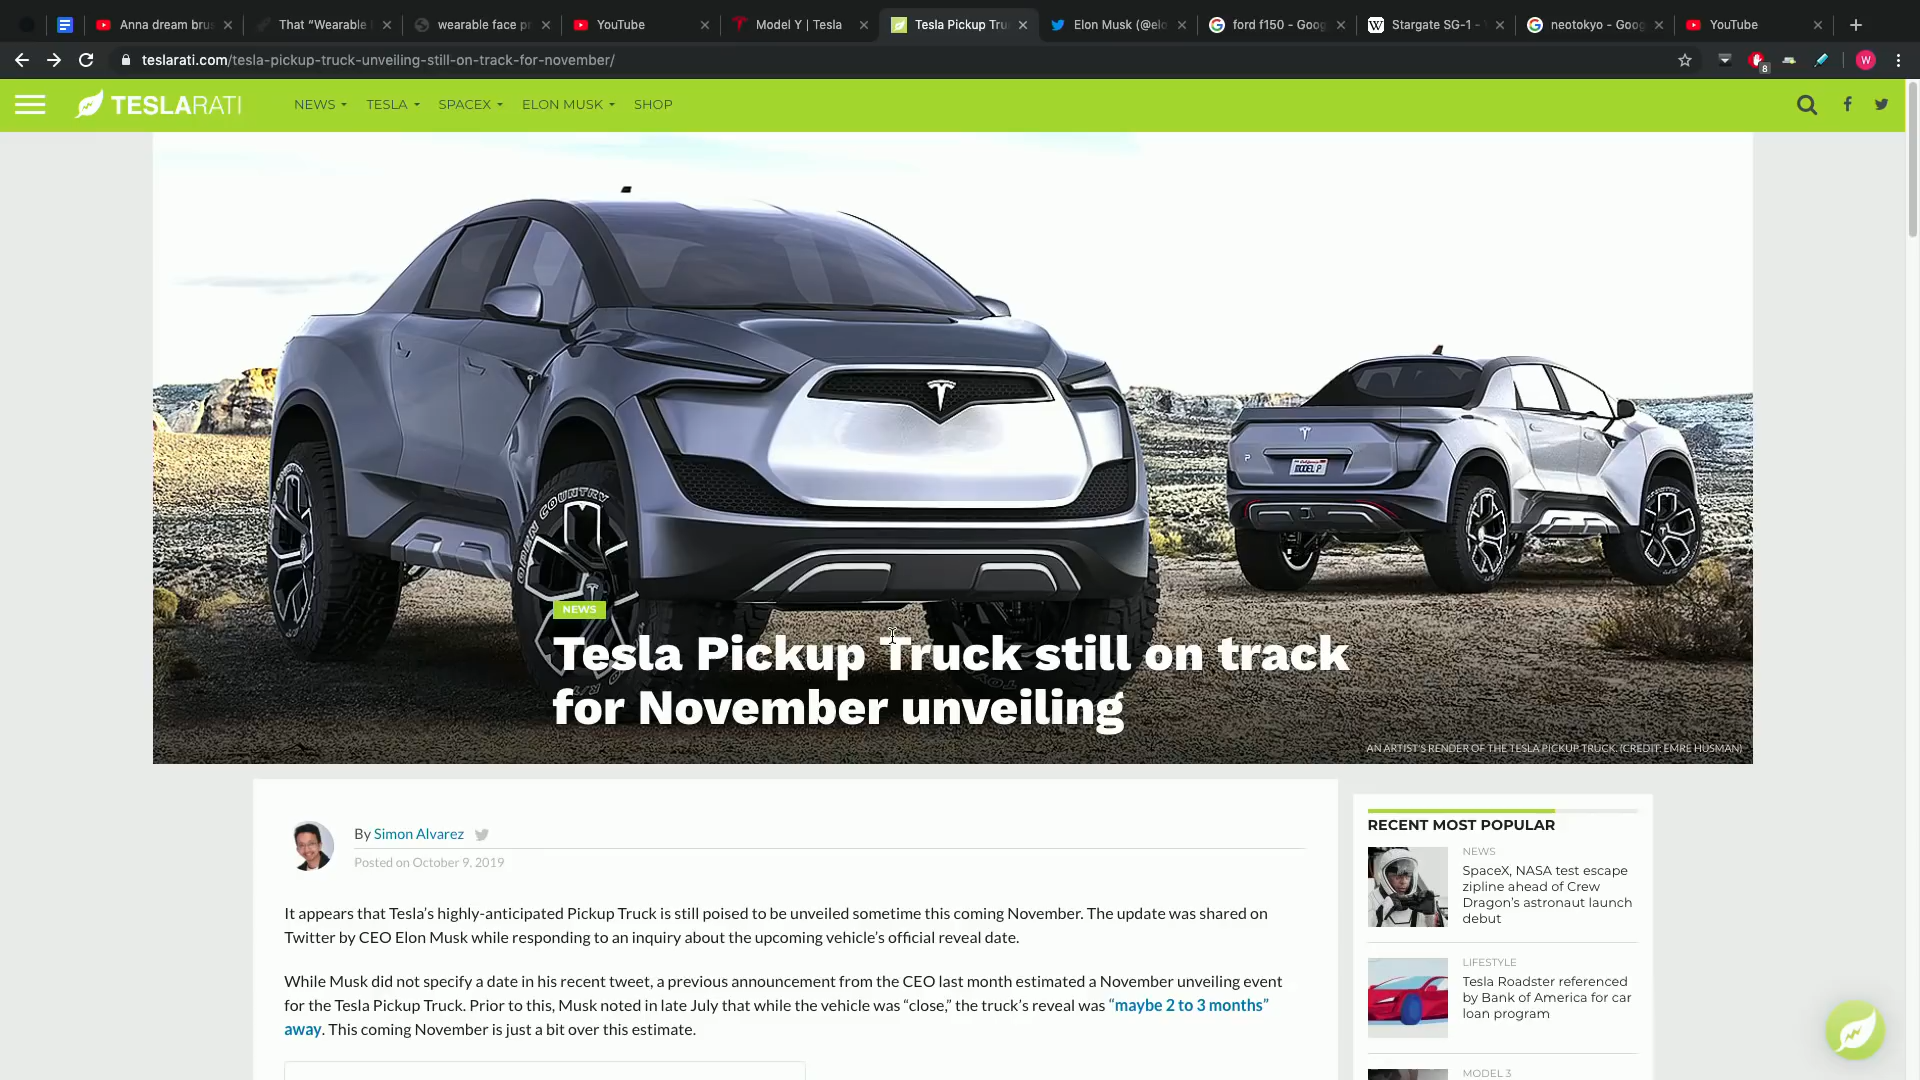 Anna dream brus
That “Wearable
wearable face pr
YouTube
Model Y | Tesla
Tesla Pickup Tru
Elon Musk (@elo
ford f150 - Goog
Stargate SG-1 -
neotokyo - Goog
YouTube
teslarati.com/tesla-pickup-truck-unveiling-still-on-track-for-november/
8
W
TESLARATI
NEWS
TESLA
SPACEX
ELON MUSK
SHOP
OPEN COUNTRY
MODEL P
NEWS
Tesla Pickup Truck still on track
for November unveiling
AN ARTIST'S RENDER OF THE TESLA PICKUP TRUCK. (CREDIT: EMRE HUSMAN)
By Simon Alvarez
Posted on October 9, 2019
It appears that Tesla’s highly-anticipated Pickup Truck is still poised to be unveiled sometime this coming November. The update was shared on
Twitter by CEO Elon Musk while responding to an inquiry about the upcoming vehicle’s official reveal date.
While Musk did not specify a date in his recent tweet, a previous announcement from the CEO last month estimated a November unveiling event
for the Tesla Pickup Truck. Prior to this, Musk noted in late July that while the vehicle was “close,” the truck’s reveal was “maybe 2 to 3 months”
away. This coming November is just a bit over this estimate.
RECENT MOST POPULAR
NEWS
SpaceX, NASA test escape
zipline ahead of Crew
Dragon’s astronaut launch
debut
LIFESTYLE
Tesla Roadster referenced
by Bank of America for car
loan program
MODEL 3